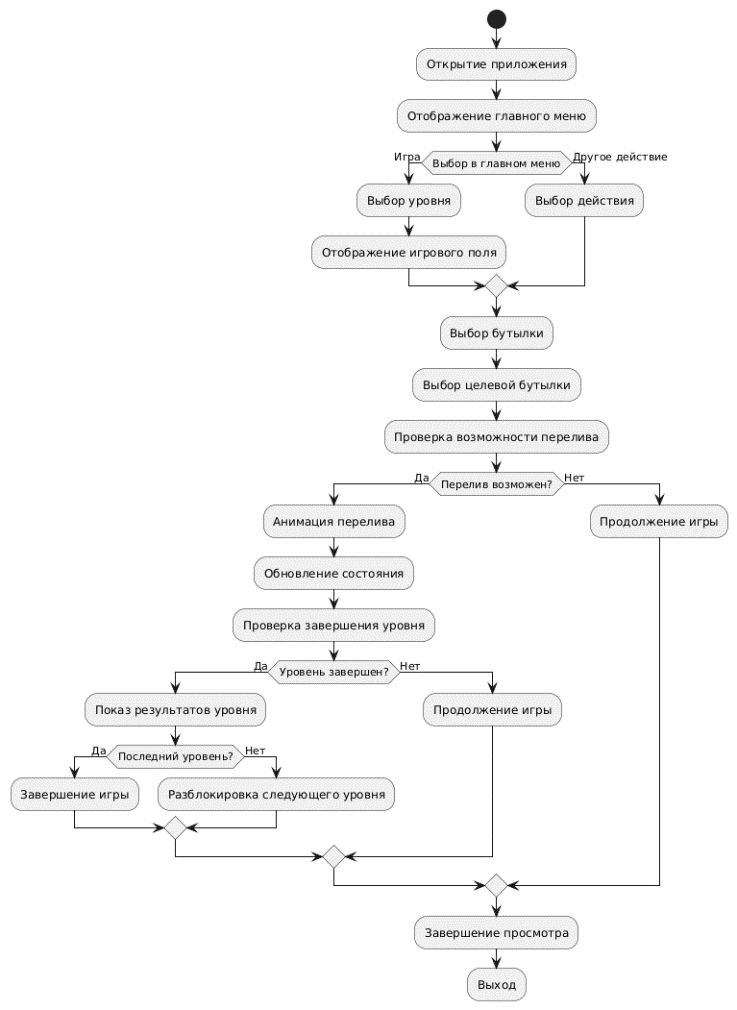 Открытие приложения
Отображение главного меню
Игра
Выбор в главном меню
Другое действие
Выбор уровня
Выбор действия
Отображение игрового поля
Выбор бутылки
Выбор целевой бутылки
Проверка возможности перелива
Да
Перелив возможен?
Нет
Анимация перелива
Продолжение игры
Обновление состояния
Проверка завершения уровня
Да
Уровень завершен?
Нет
Показ результатов уровня
Продолжение игры
Да
Последний уровень?
Нет
Завершение игры
Разблокировка следующего уровня
Завершение просмотра
Выход